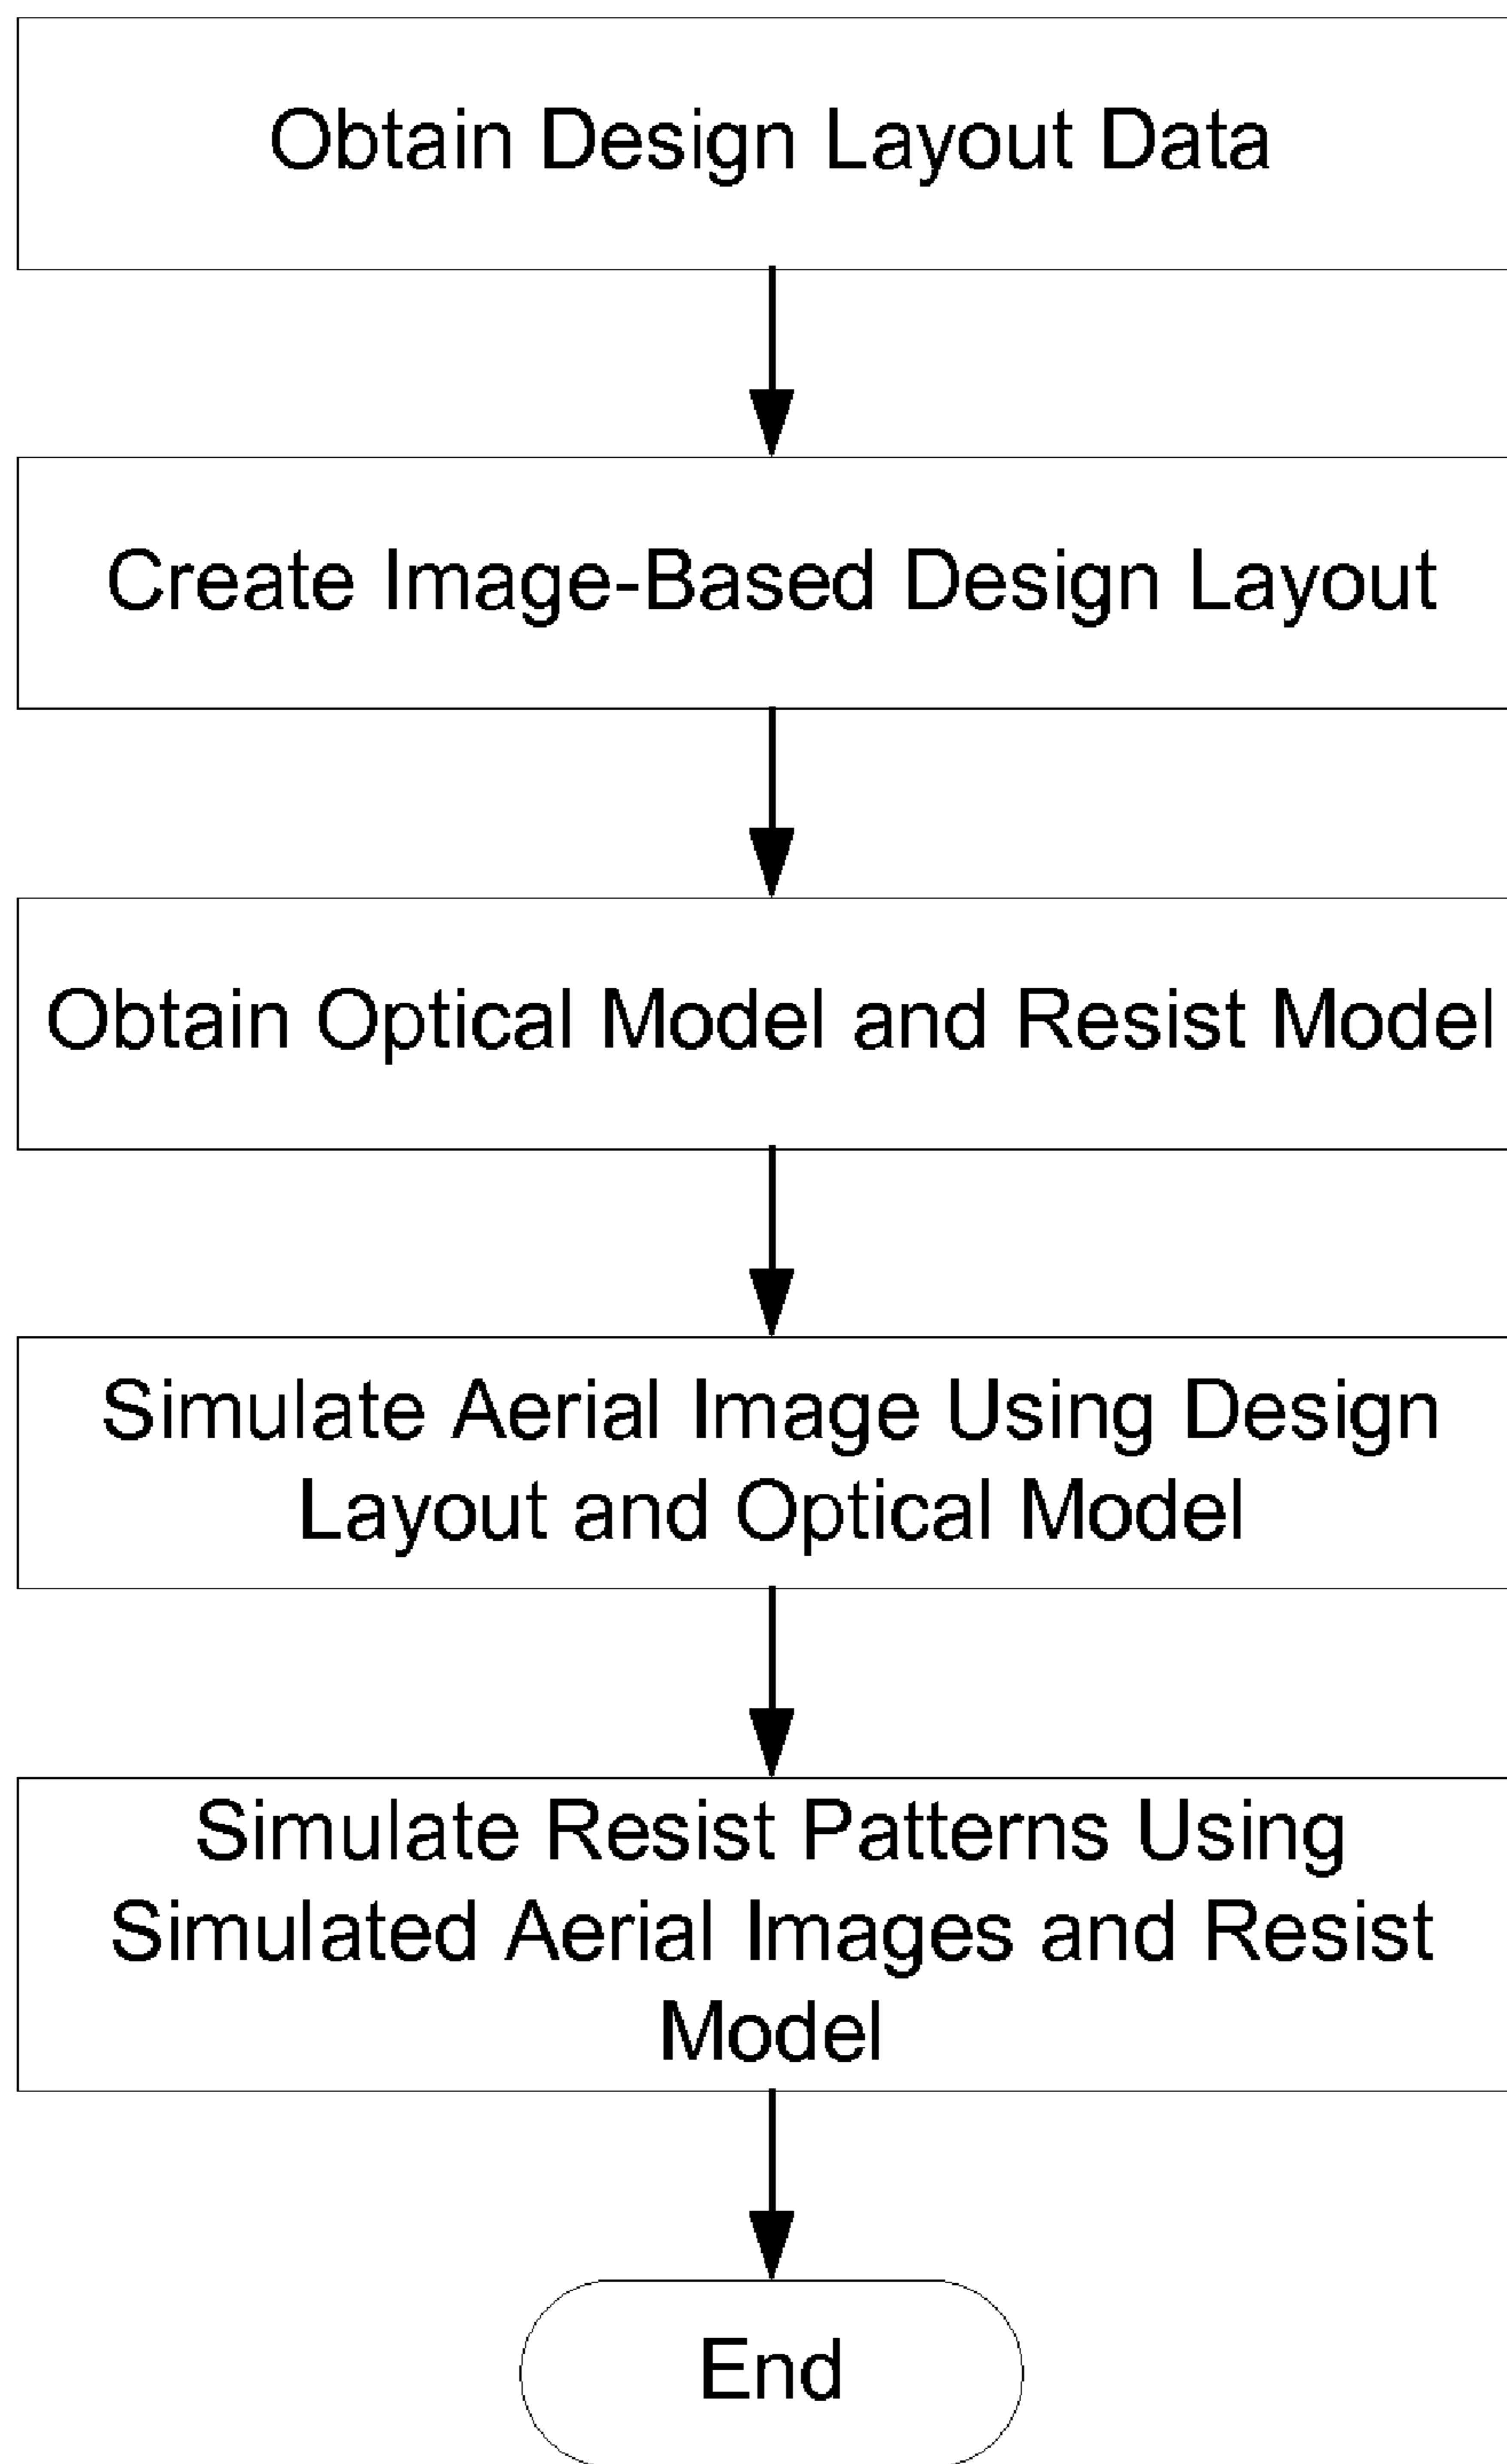 Obtain Design Layout Data
Create Image-Based Design Layout
Obtain Optical Model and Resist Model
Simulate Aerial Image Using Design
Layout and Optical Model
Simulate Resist Patterns Using
Simulated Aerial Images and Resist
Model
End